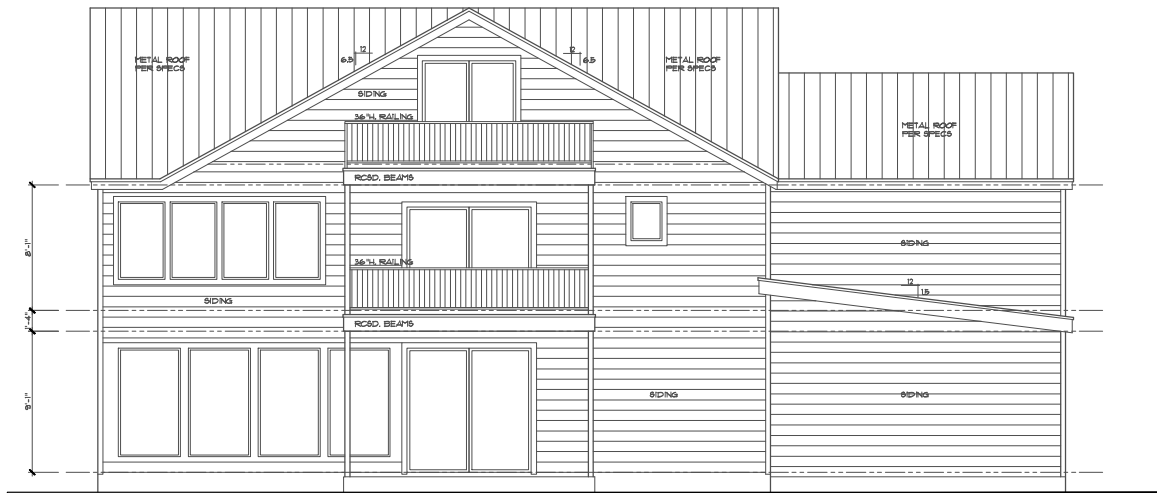 12
6.5
12
6.5
METAL ROOF
PER SPECS
METAL ROOF
PER SPECS
SIDING
36"H. RAILING
METAL ROOF
PER SPECS
RCSD. BEAMS
8'-1"
SIDING
36"H. RAILING
12
1.5
SIDING
1'-4"
RCSD. BEAMS
9'-1"
SIDING
SIDING